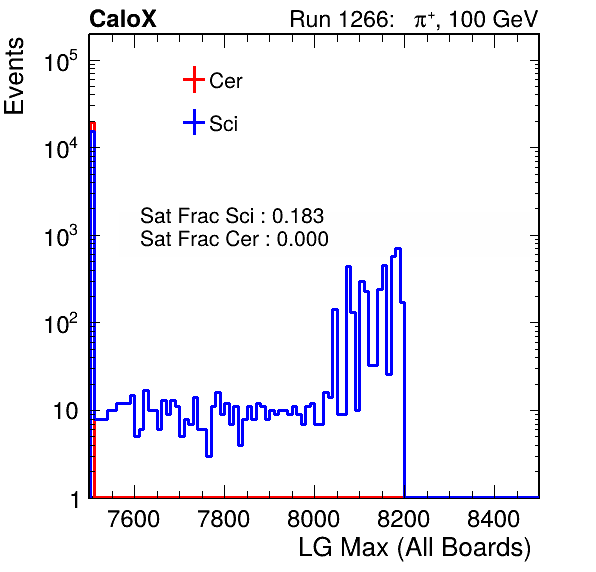 CaloX Run 1266: π⁺, 100 GeV
Events
Cer
Sci
Sat Frac Sci : 0.183
Sat Frac Cer : 0.000
10⁵
10⁴
10³
10²
10
1
7600 7800 8000 8200 8400
LG Max (All Boards)